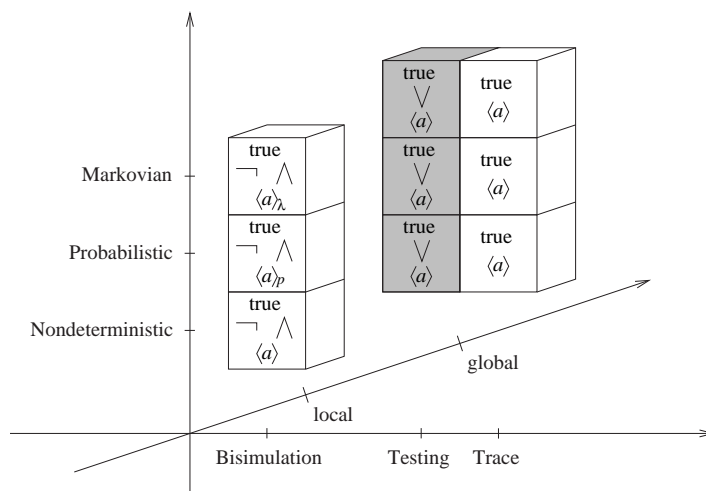 true
∨
⟨a⟩
true
⟨a⟩
Markovian
true
¬ ∧
⟨a⟩λ
true
∨
⟨a⟩
true
⟨a⟩
Probabilistic
true
¬ ∧
⟨a⟩p
true
∨
⟨a⟩
true
⟨a⟩
Nondeterministic
true
¬ ∧
⟨a⟩
global
local
Bisimulation Testing Trace